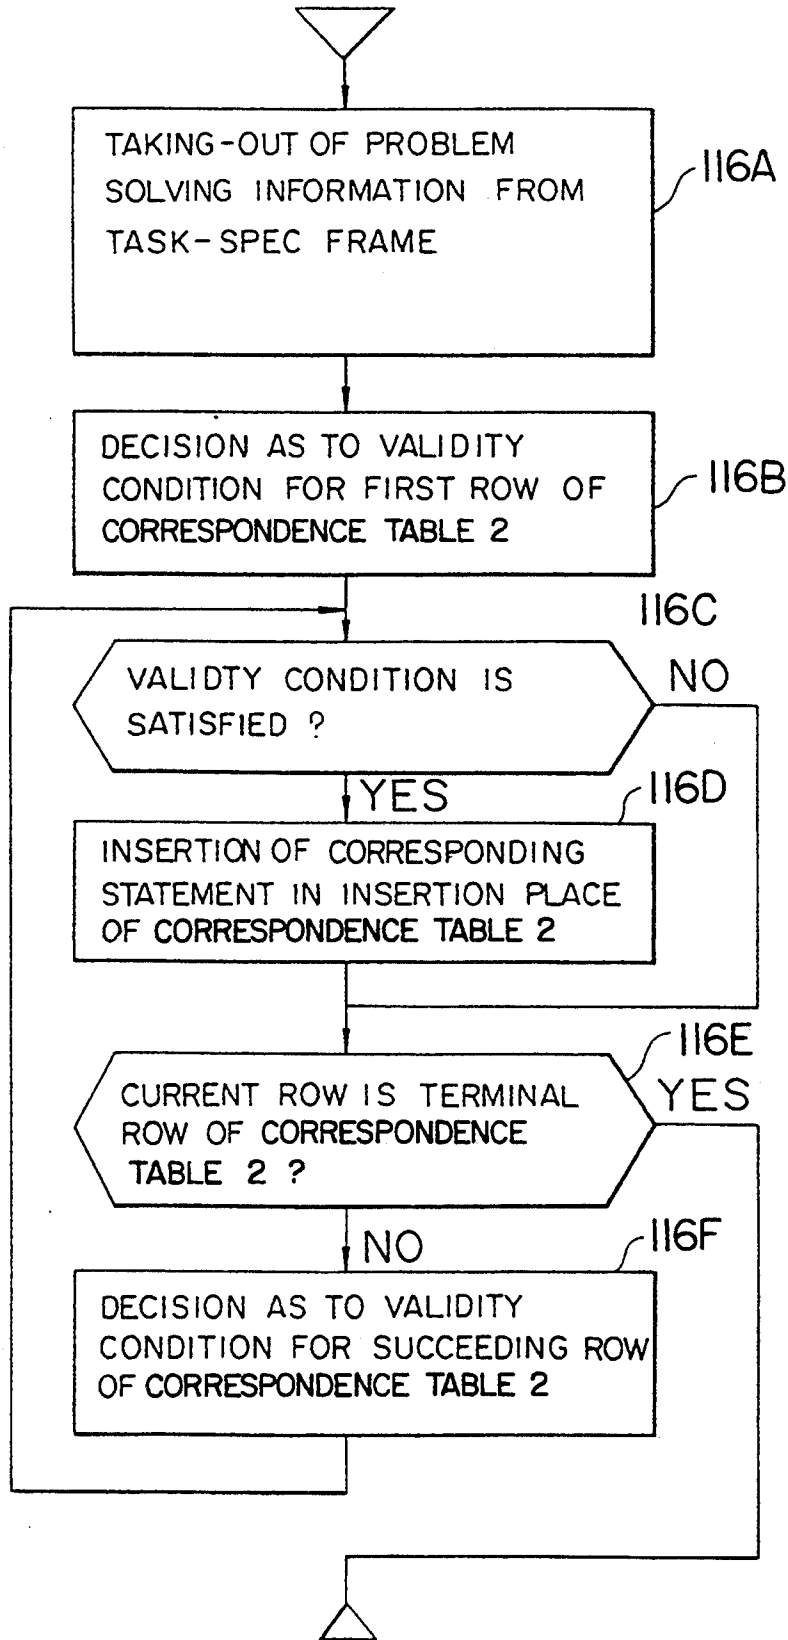 TAKING-OUT OF PROBLEM
SOLVING INFORMATION FROM
TASK-SPEC FRAME
116A
DECISION AS TO VALIDITY
CONDITION FOR FIRST ROW OF
CORRESPONDENCE TABLE 2
116B
116C
VALIDTY CONDITION IS
SATISFIED ?
NO
YES
116D
INSERTION OF CORRESPONDING
STATEMENT IN INSERTION PLACE
OF CORRESPONDENCE TABLE 2
116E
CURRENT ROW IS TERMINAL
ROW OF CORRESPONDENCE
TABLE 2 ?
YES
NO
116F
DECISION AS TO VALIDITY
CONDITION FOR SUCCEEDING ROW
OF CORRESPONDENCE TABLE 2